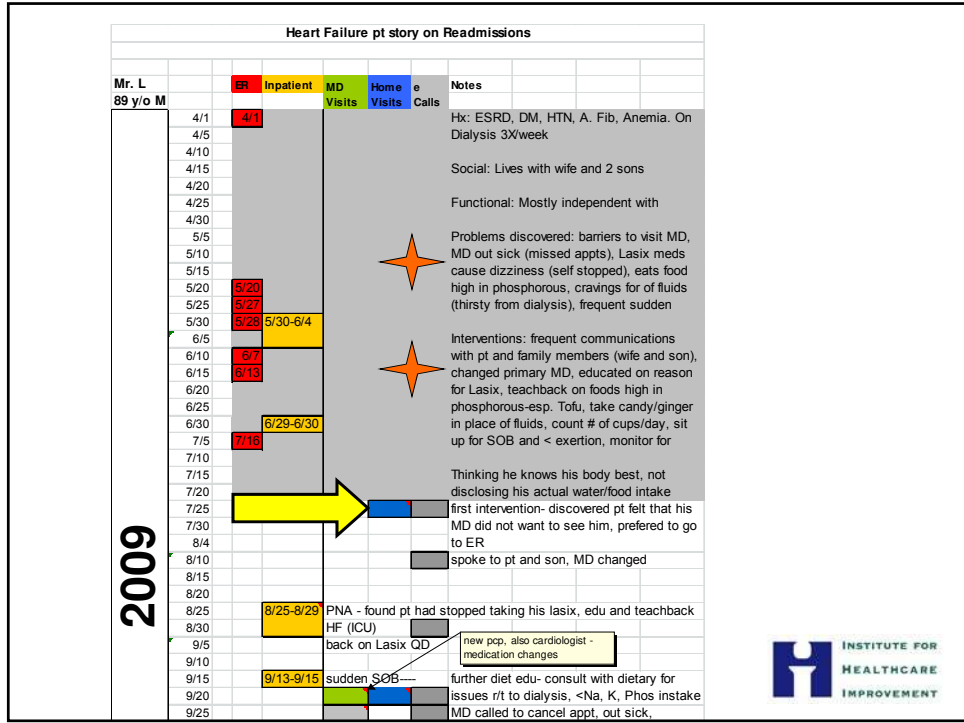 Heart Failure pt story on Readmissions
Mr. L ER Inpatient MD Home e Notes
89 y/o M Visits Visits Calls
4/1 4/1 Hx: ESRD, DM, HTN, A. Fib, Anemia. On
4/5 Dialysis 3X/week
4/10
4/15 Social: Lives with wife and 2 sons
4/20
4/25 Functional: Mostly independent with
4/30
5/5 Problems discovered: barriers to visit MD,
5/10 MD out sick (missed appts), Lasix meds
5/15 cause dizziness (self stopped), eats food
5/20 5/20 high in phosphorous, cravings for of fluids
5/25 5/27 (thirsty from dialysis), frequent sudden
5/30 5/28 5/30-6/4
6/5 Interventions: frequent communications
6/10 6/7 with pt and family members (wife and son),
6/15 6/13 changed primary MD, educated on reason
6/20 for Lasix, teachback on foods high in
6/25 phosphorous-esp. Tofu, take candy/ginger
6/30 6/29-6/30 in place of fluids, count # of cups/day, sit
7/5 7/16 up for SOB and < exertion, monitor for
7/10
7/15 Thinking he knows his body best, not
7/20 disclosing his actual water/food intake
7/25 first intervention- discovered pt felt that his
7/30 MD did not want to see him, prefered to go
8/4 to ER
8/10 spoke to pt and son, MD changed
8/15
8/20
8/25 8/25-8/29 PNA - found pt had stopped taking his lasix, edu and teachback
8/30 HF (ICU)
9/5 back on Lasix QD
new pcp, also cardiologist -
medication changes
9/10
9/15 9/13-9/15 sudden SOB---- further diet edu- consult with dietary for
9/20 issues r/t to dialysis, <Na, K, Phos instake
9/25 MD called to cancel appt, out sick,
2009
INSTITUTE FOR
HEALTHCARE
IMPROVEMENT